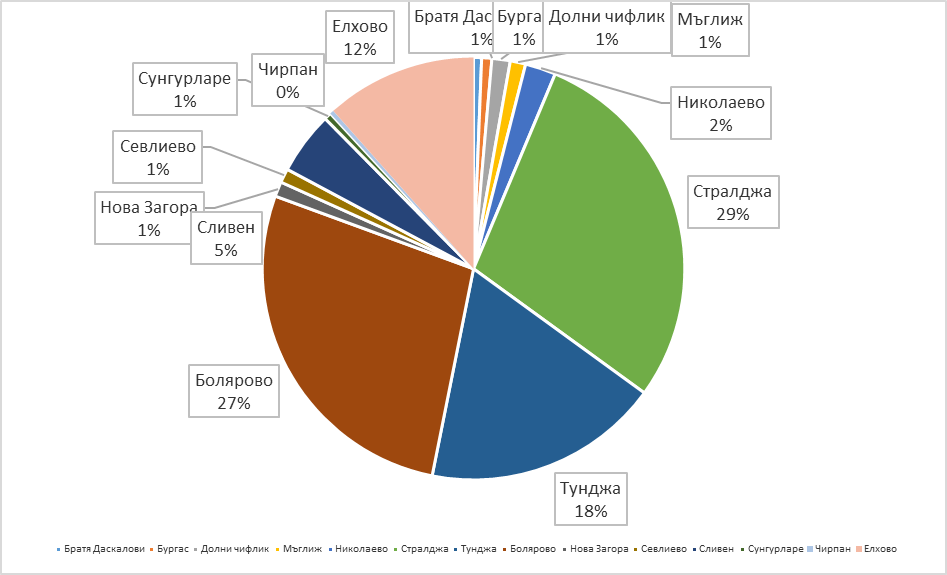 Елхово
12%
Братя Дас
1%
Бурга
1%
Долни чифлик
1%
Мъглиж
1%
Николаево
2%
Стралджа
29%
Тунджа
18%
Болярово
27%
Нова Загора
1%
Севлиево
1%
Сливен
5%
Сунгурларе
1%
Чирпан
0%
Братя Даскалови Бургас Долни чифлик Мъглиж Николаево Стралджа Тунджа Болярово Нова Загора Севлиево Сливен Сунгурларе Чирпан Елхово